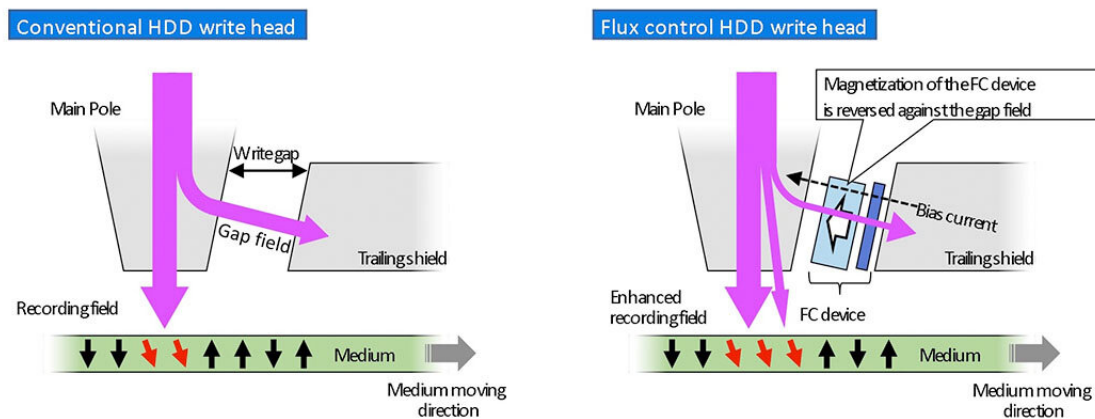 Conventional HDD write head
Main Pole
Write gap
Gap field
Trailing shield
Recording field
Medium
Medium moving
direction
Flux control HDD write head
Magnetization of the FC device
is reversed against the gap field
Main Pole
Bias current
Trailing shield
Enhanced
recording field
FC device
Medium
Medium moving
direction